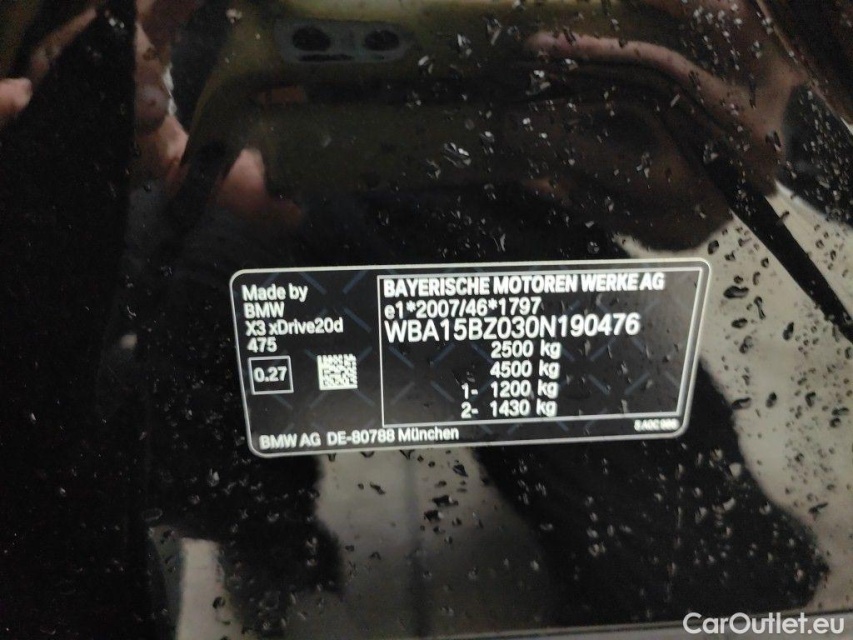 Made by
BMW
X3 xDrive20d
475
0.27
BAYERISCHE MOTOREN WERKE AG
e1*2007/46*1797
WBA15BZ030N190476
2500 kg
4500 kg
1- 1200 kg
2- 1430 kg
BMW AG DE-80788 München
CarOutlet.eu